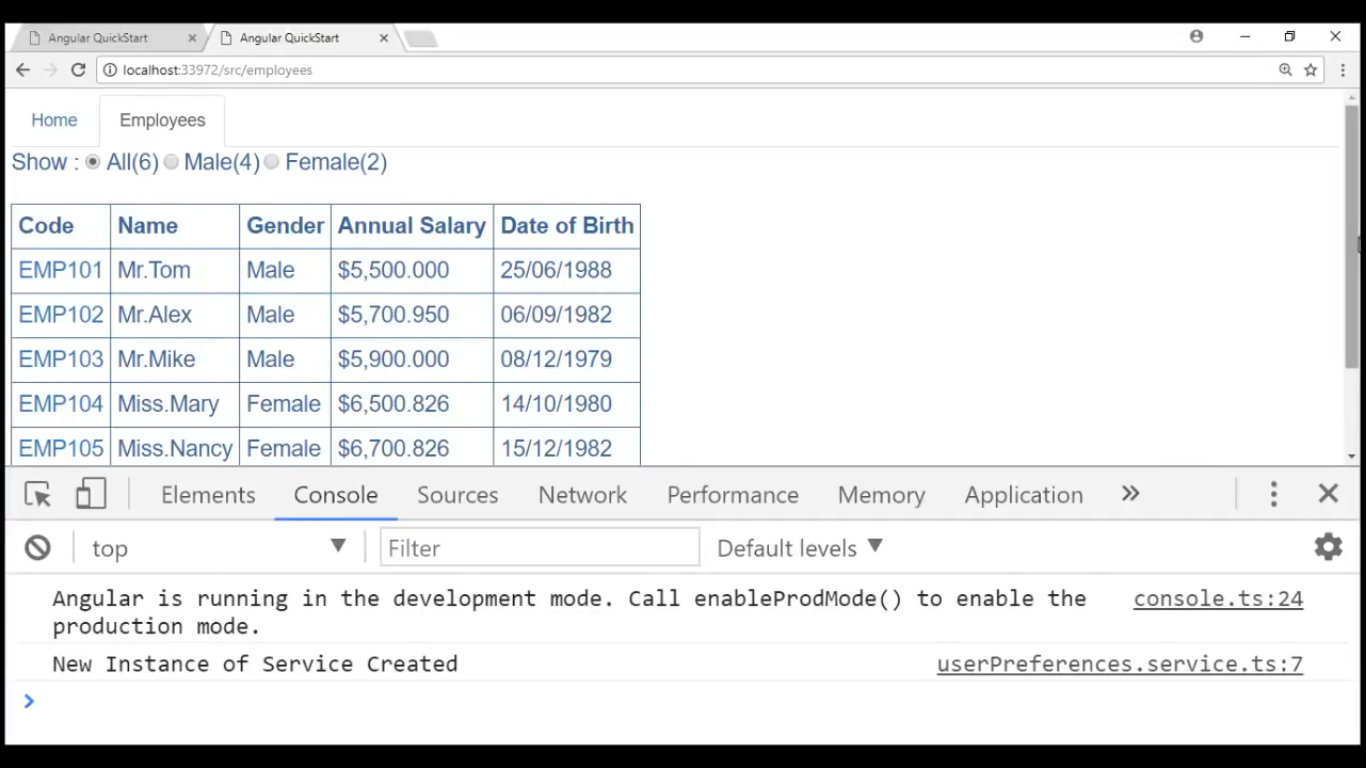 Angular QuickStart Angular QuickStart
localhost:33972/src/employees
Home Employees
Show : All(6) Male(4) Female(2)
Code Name Gender Annual Salary Date of Birth
EMP101 Mr.Tom Male $5,500.000 25/06/1988
EMP102 Mr.Alex Male $5,700.950 06/09/1982
EMP103 Mr.Mike Male $5,900.000 08/12/1979
EMP104 Miss.Mary Female $6,500.826 14/10/1980
EMP105 Miss.Nancy Female $6,700.826 15/12/1982
Elements Console Sources Network Performance Memory Application
top Filter Default levels
Angular is running in the development mode. Call enableProdMode() to enable the console.ts:24
production mode.
New Instance of Service Created userPreferences.service.ts:7